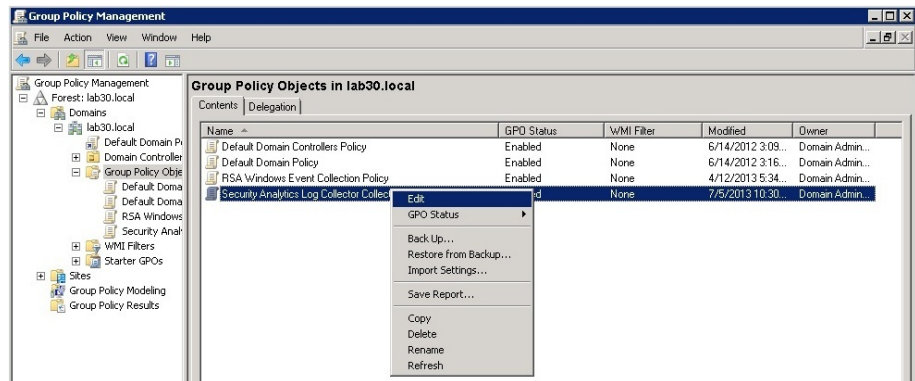 Group Policy Management
File Action View Window Help
Group Policy Management
Forest: lab30.local
Domains
lab30.local
Default Domain P
Domain Controller
Group Policy Obje
Default Doma
Default Doma
RSA Windows
Security Analy
WMI Filters
Starter GPOs
Sites
Group Policy Modeling
Group Policy Results
Group Policy Objects in lab30.local
Contents Delegation
Name GPO Status WMI Filter Modified Owner
Default Domain Controllers Policy Enabled None 6/14/2012 3:09... Domain Admin...
Default Domain Policy Enabled None 6/14/2012 3:16... Domain Admin...
RSA Windows Event Collection Policy Enabled None 4/12/2013 5:34... Domain Admin...
Security Analytics Log Collector Collec ed None 7/5/2013 10:30... Domain Admin...
Edit
GPO Status
Back Up...
Restore from Backup...
Import Settings...
Save Report...
Copy
Delete
Rename
Refresh